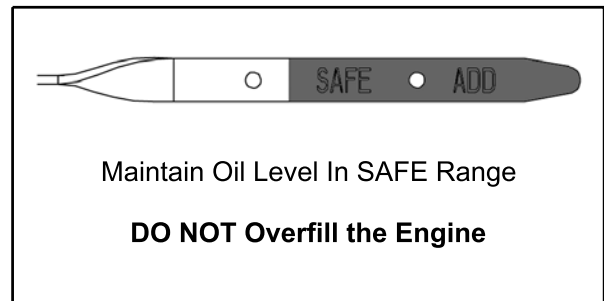 SAFE ADD
Maintain Oil Level In SAFE Range
DO NOT Overfill the Engine